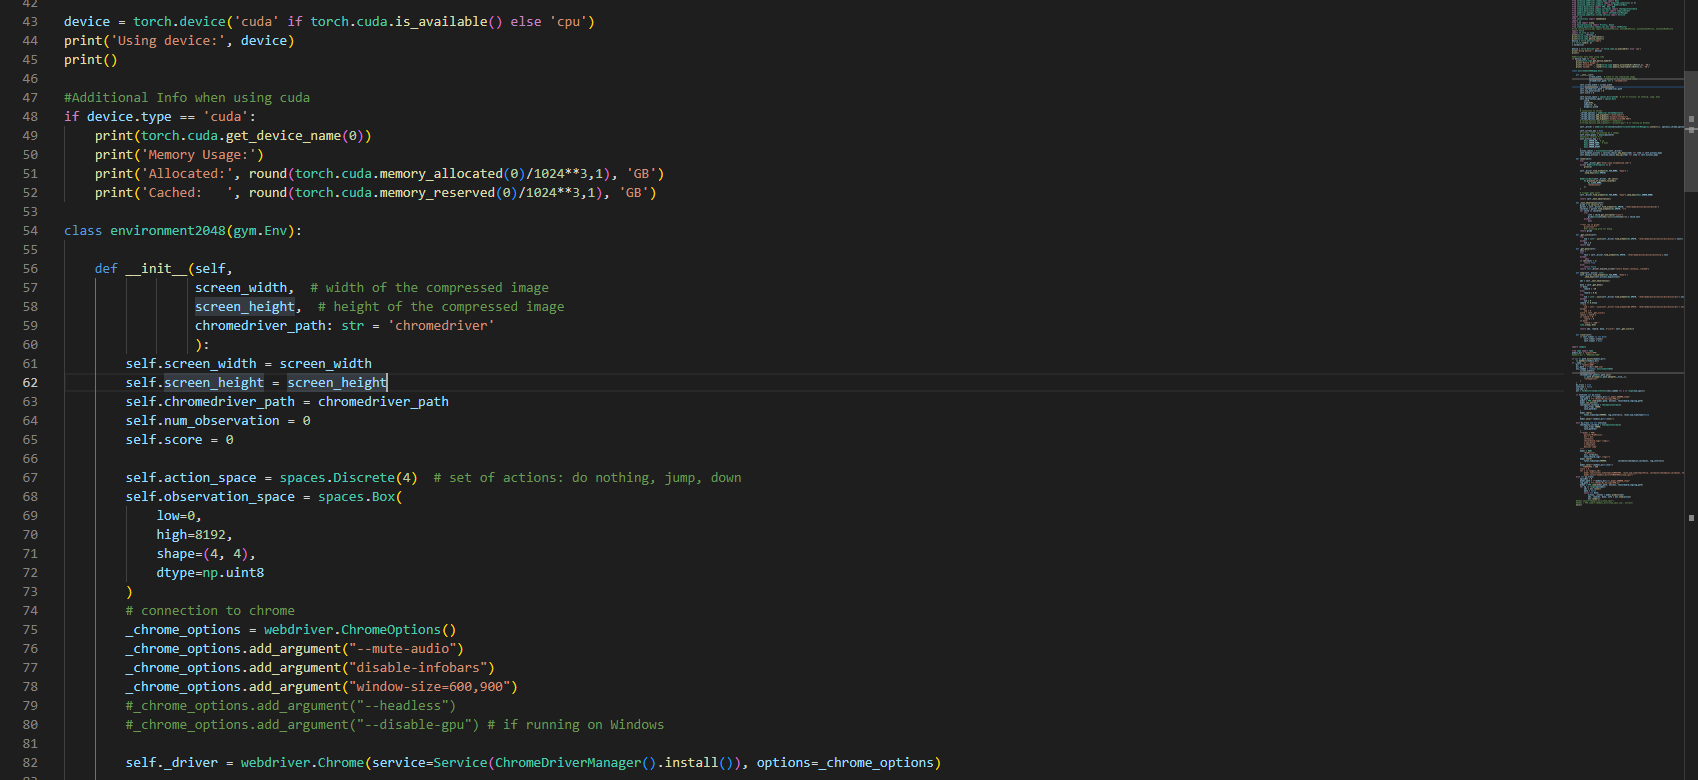 42
43 device = torch.device('cuda' if torch.cuda.is_available() else 'cpu')
44 print('Using device:', device)
45 print()
46
47 #Additional Info when using cuda
48 if device.type == 'cuda':
49     print(torch.cuda.get_device_name(0))
50     print('Memory Usage:')
51     print('Allocated:', round(torch.cuda.memory_allocated(0)/1024**3,1), 'GB')
52     print('Cached:   ', round(torch.cuda.memory_reserved(0)/1024**3,1), 'GB')
53
54 class environment2048(gym.Env):
55
56     def __init__(self,
57                  screen_width,  # width of the compressed image
58                  screen_height,  # height of the compressed image
59                  chromedriver_path: str = 'chromedriver'
60                  ):
61         self.screen_width = screen_width
62         self.screen_height = screen_height
63         self.chromedriver_path = chromedriver_path
64         self.num_observation = 0
65         self.score = 0
66
67         self.action_space = spaces.Discrete(4)  # set of actions: do nothing, jump, down
68         self.observation_space = spaces.Box(
69             low=0,
70             high=8192,
71             shape=(4, 4),
72             dtype=np.uint8
73         )
74         # connection to chrome
75         _chrome_options = webdriver.ChromeOptions()
76         _chrome_options.add_argument("--mute-audio")
77         _chrome_options.add_argument("disable-infobars")
78         _chrome_options.add_argument("window-size=600,900")
79         #_chrome_options.add_argument("--headless")
80         #_chrome_options.add_argument("--disable-gpu") # if running on Windows
81
82         self._driver = webdriver.Chrome(service=Service(ChromeDriverManager().install()), options=_chrome_options)